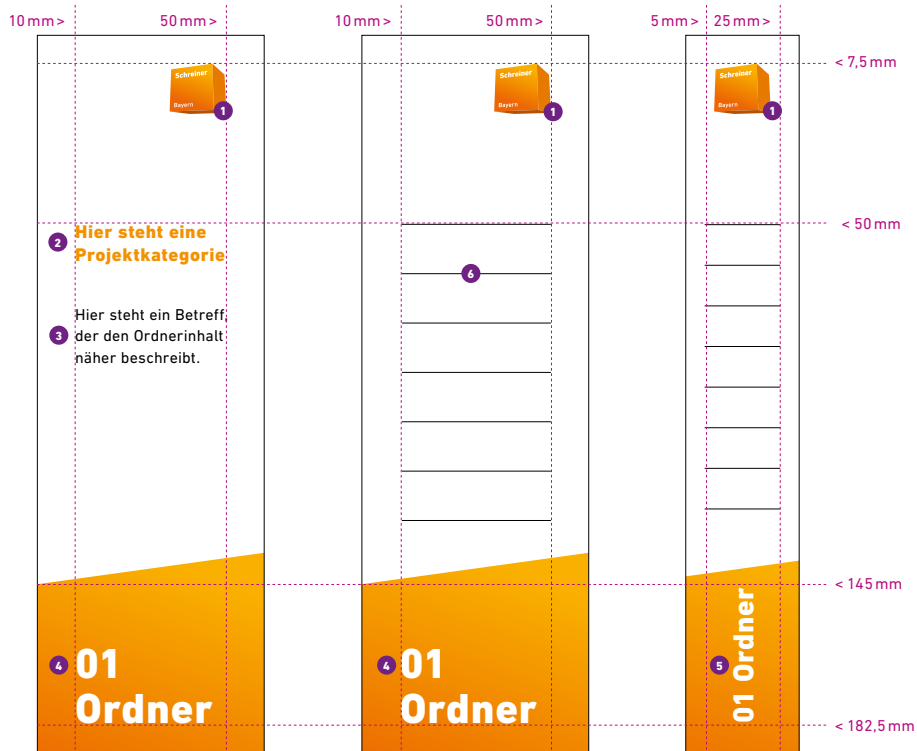 10 mm >
50 mm >
10 mm >
50 mm >
5 mm >
25 mm >
< 7,5 mm
Schreiner
Bayern
1
Schreiner
Bayern
1
Schreiner
Bayern
1
< 50 mm
2
Hier steht eine
Projektkategorie
6
3
Hier steht ein Betreff,
der den Ordnerinhalt
näher beschreibt.
< 145 mm
4
01
Ordner
4
01
Ordner
5
01 Ordner
< 182,5 mm